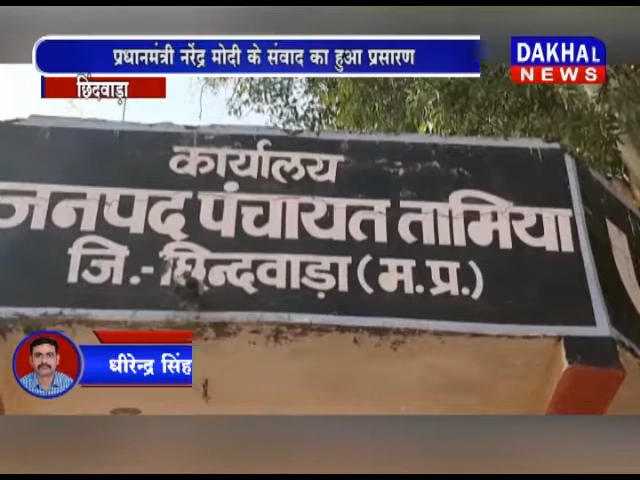 प्रधानमंत्री नरेंद्र मोदी के संवाद का हुआ प्रसारण
DAKHAL
NEWS
छिंदवाड़ा
कार्यालय
जनपद पंचायत तामिया
जि.-छिन्दवाड़ा (म.प्र.)
धीरेन्द्र सिंह